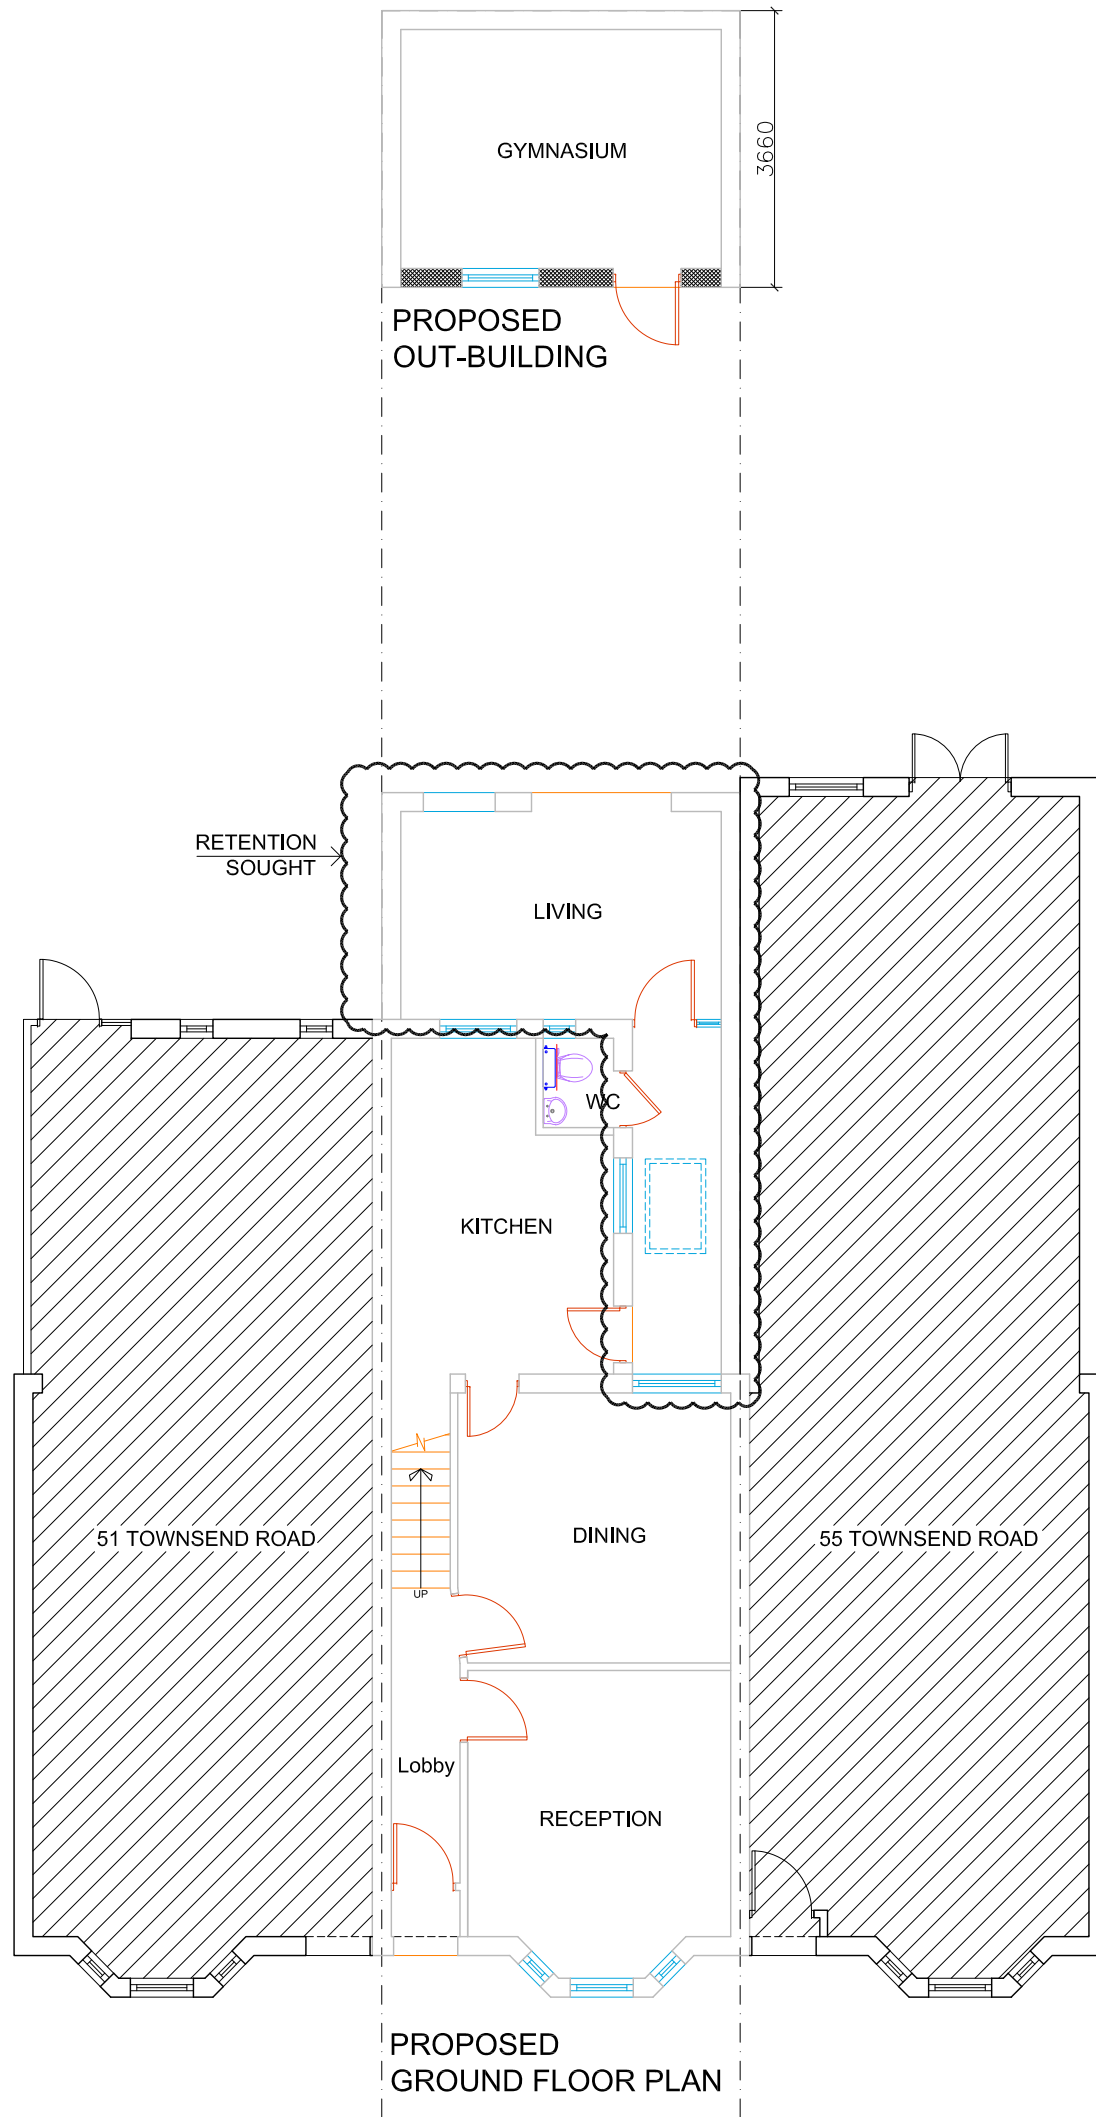 GYMNASIUM
3660
PROPOSED
OUT-BUILDING
RETENTION
SOUGHT
LIVING
WC
KITCHEN
51 TOWNSEND ROAD
DINING
55 TOWNSEND ROAD
UP
Lobby
RECEPTION
PROPOSED
GROUND FLOOR PLAN